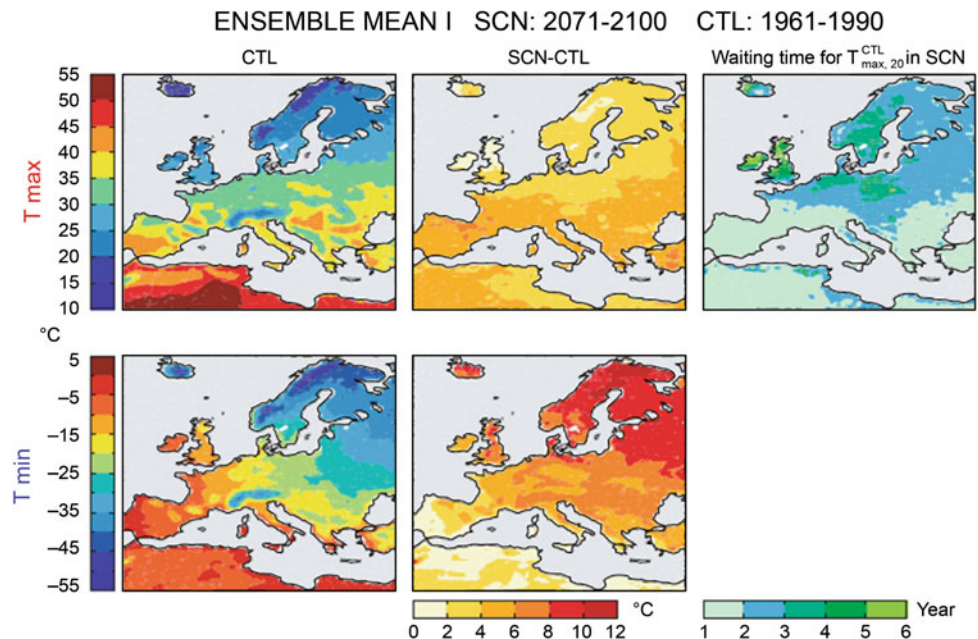 ENSEMBLE MEAN I SCN: 2071-2100 CTL: 1961-1990
CTL
SCN-CTL
Waiting time for T CTL max, 20 in SCN
T max
55
50
45
40
35
30
25
20
15
10
°C
T min
5
–5
–15
–25
–35
–45
–55
0 2 4 6 8 10 12
°C
1 2 3 4 5 6
Year